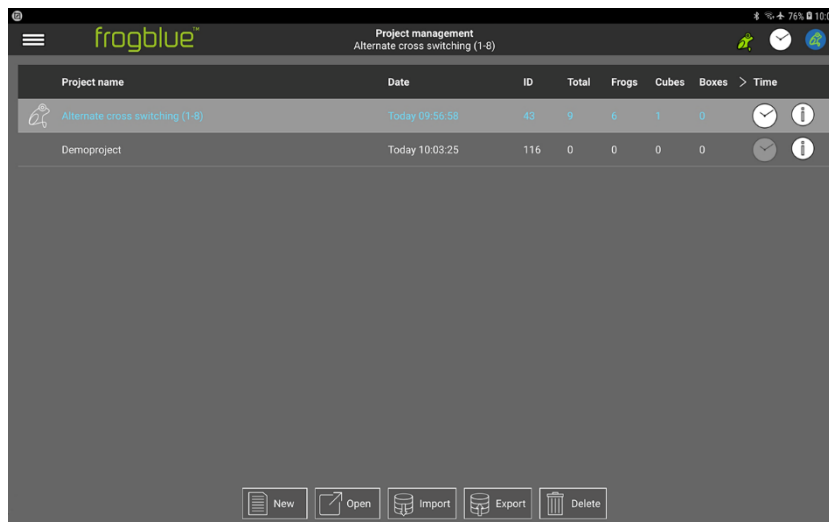 76% 10:0
frogblue™
Project management
Alternate cross switching (1-8)
Project name Date ID Total Frogs Cubes Boxes > Time
Alternate cross switching (1-8) Today 09:56:58 43 9 6 1 0
Demoproject Today 10:03:25 116 0 0 0 0
New Open Import Export Delete